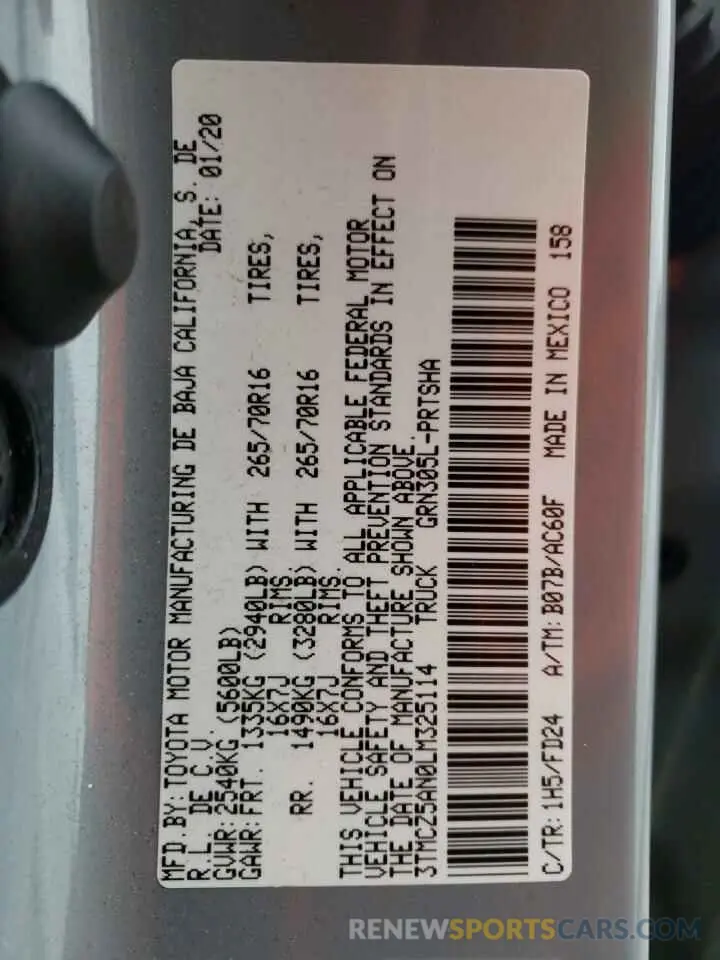 MFD.BY:TOYOTA MOTOR MANUFACTURING DE BAJA CALIFORNIA, S. DE
R.L. DE C.V. DATE: 01/20
GVWR:2540KG (5600LB)
GAWR:FRT. 1335KG (2940LB) WITH 265/70R16 TIRES,
16X7J RIMS.
RR. 1490KG (3280LB) WITH 265/70R16 TIRES,
16X7J RIMS.
THIS VEHICLE CONFORMS TO ALL APPLICABLE FEDERAL MOTOR
VEHICLE SAFETY AND THEFT PREVENTION STANDARDS IN EFFECT ON
THE DATE OF MANUFACTURE SHOWN ABOVE.
3TMCZ5AN0LM325114 TRUCK GRN305L-PRTSHA
C/TR:1H5/FD24 A/TM:B07B/AC60F MADE IN MEXICO 158
RENEWSPORTSCARS.COM